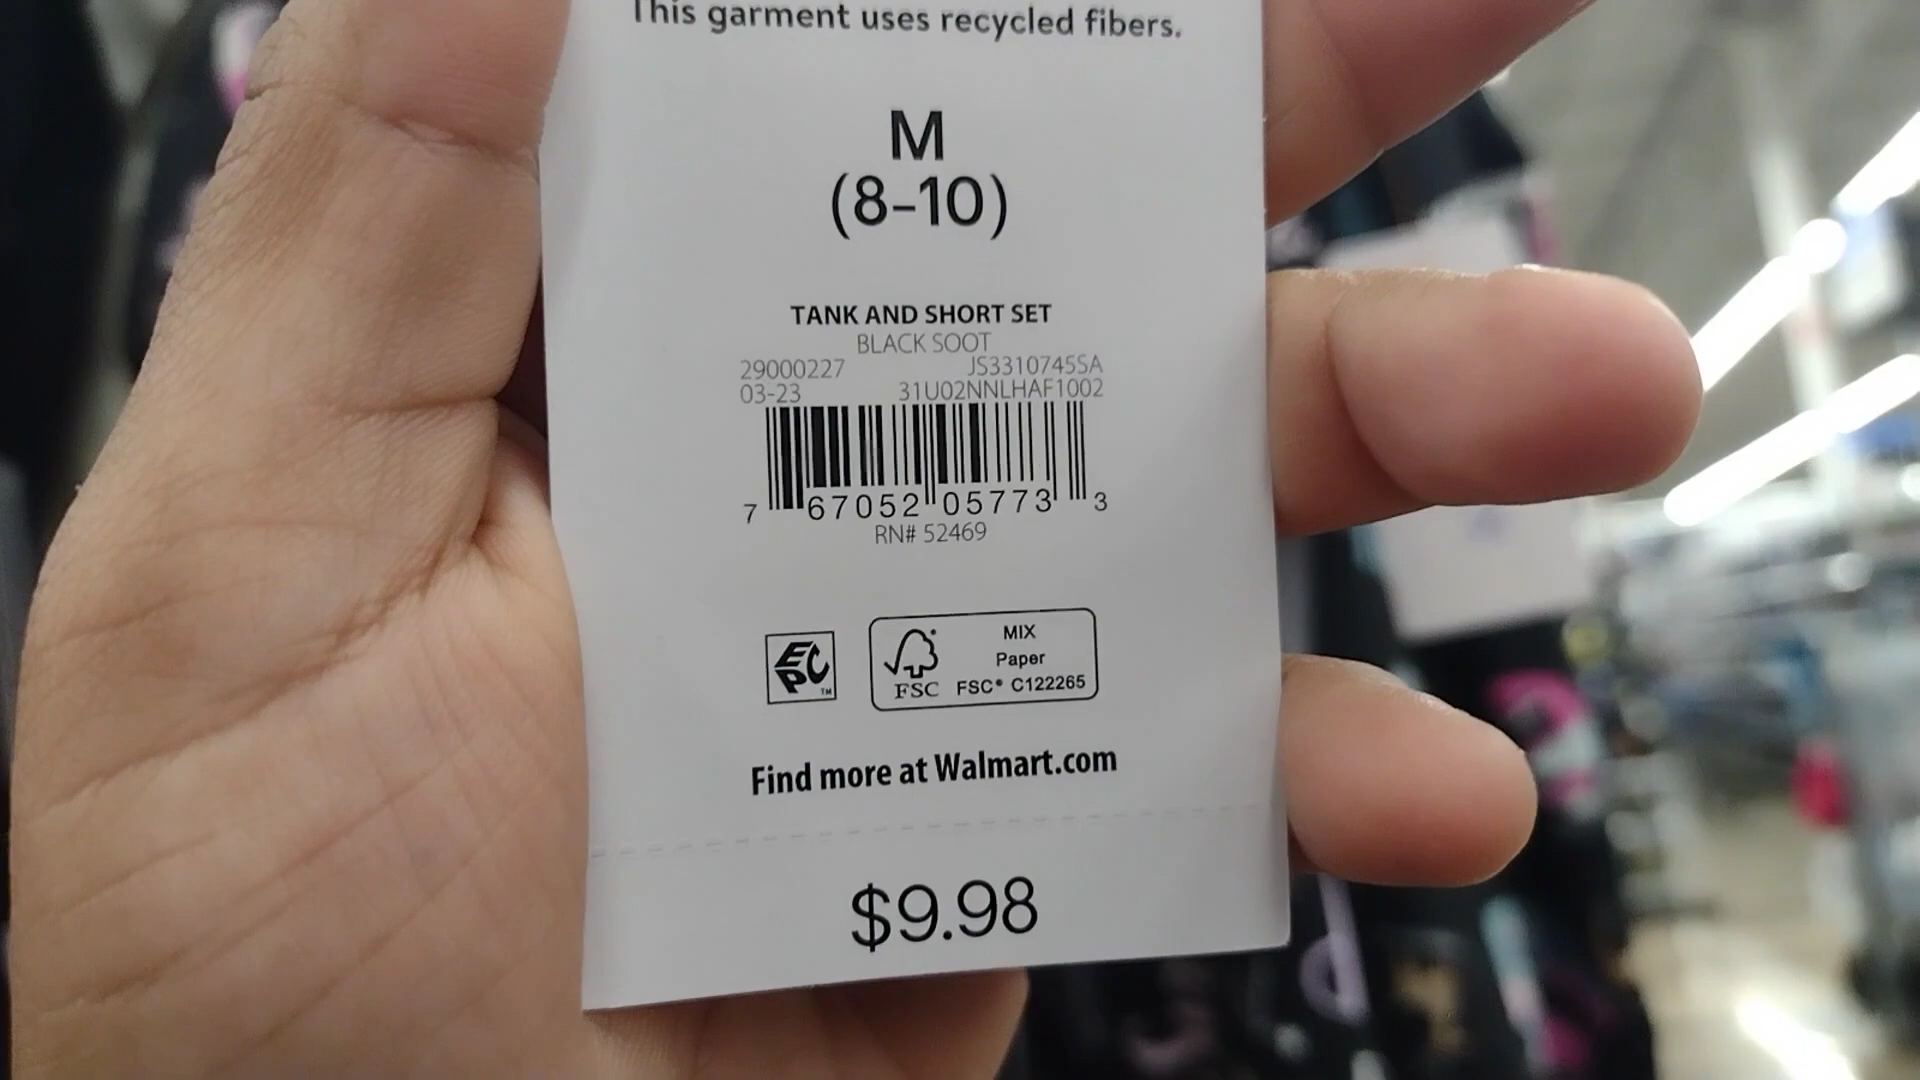 This garment uses recycled fibers.
M
(8-10)
TANK AND SHORT SET
BLACK SOOT
29000227 JS3310745SA
03-23 31U02NNLHAF1002
7 67052 05773 3
RN# 52469
EPC TM
FSC
MIX
Paper
FSC® C122265
Find more at Walmart.com
$9.98